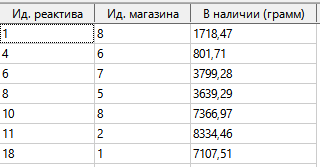 Ид. реактива Ид. магазина В наличии (грамм)
1 8 1718,47
4 6 801,71
6 7 3799,28
8 5 3639,29
10 8 7366,97
11 2 8334,46
18 1 7107,51